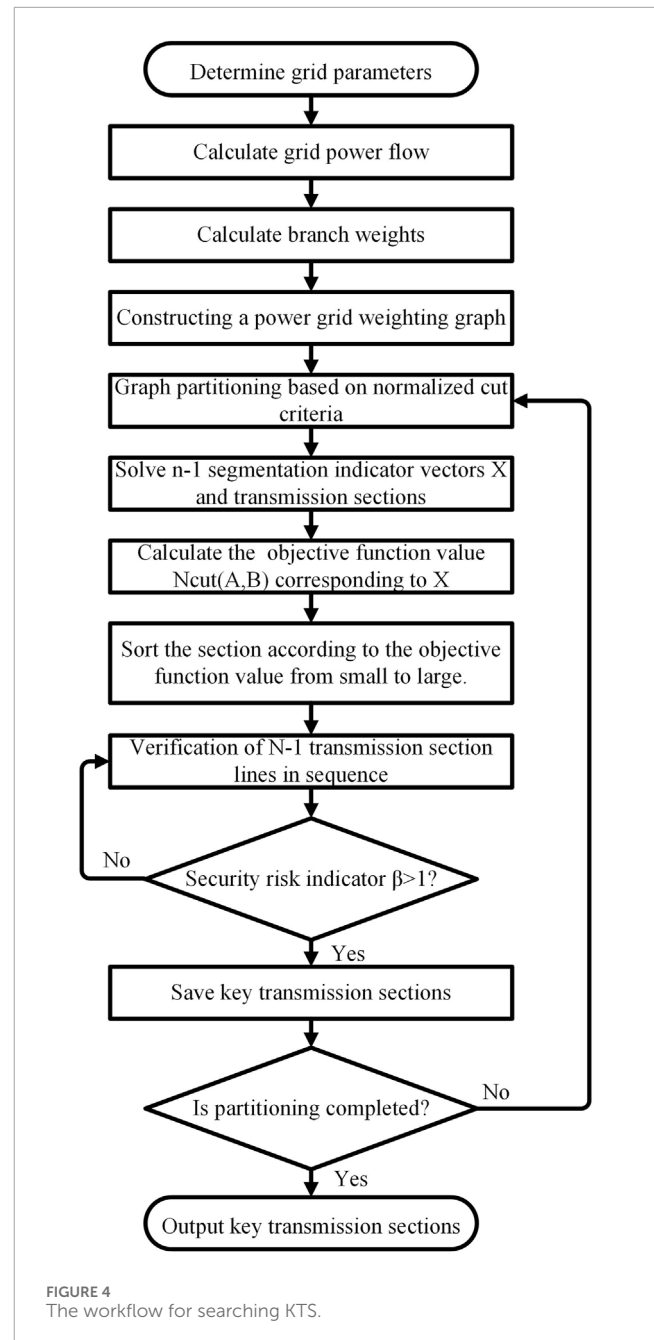 Determine grid parameters
Calculate grid power flow
Calculate branch weights
Constructing a power grid weighting graph
Graph partitioning based on normalized cut
criteria
Solve n-1 segmentation indicator vectors X
and transmission sections
Calculate the objective function value
Ncut(A,B) corresponding to X
Sort the section according to the objective
function value from small to large.
Verification of N-1 transmission section
lines in sequence
No
Security risk indicator β>1?
Yes
Save key transmission sections
No
Is partitioning completed?
Yes
Output key transmission sections
FIGURE 4
The workflow for searching KTS.